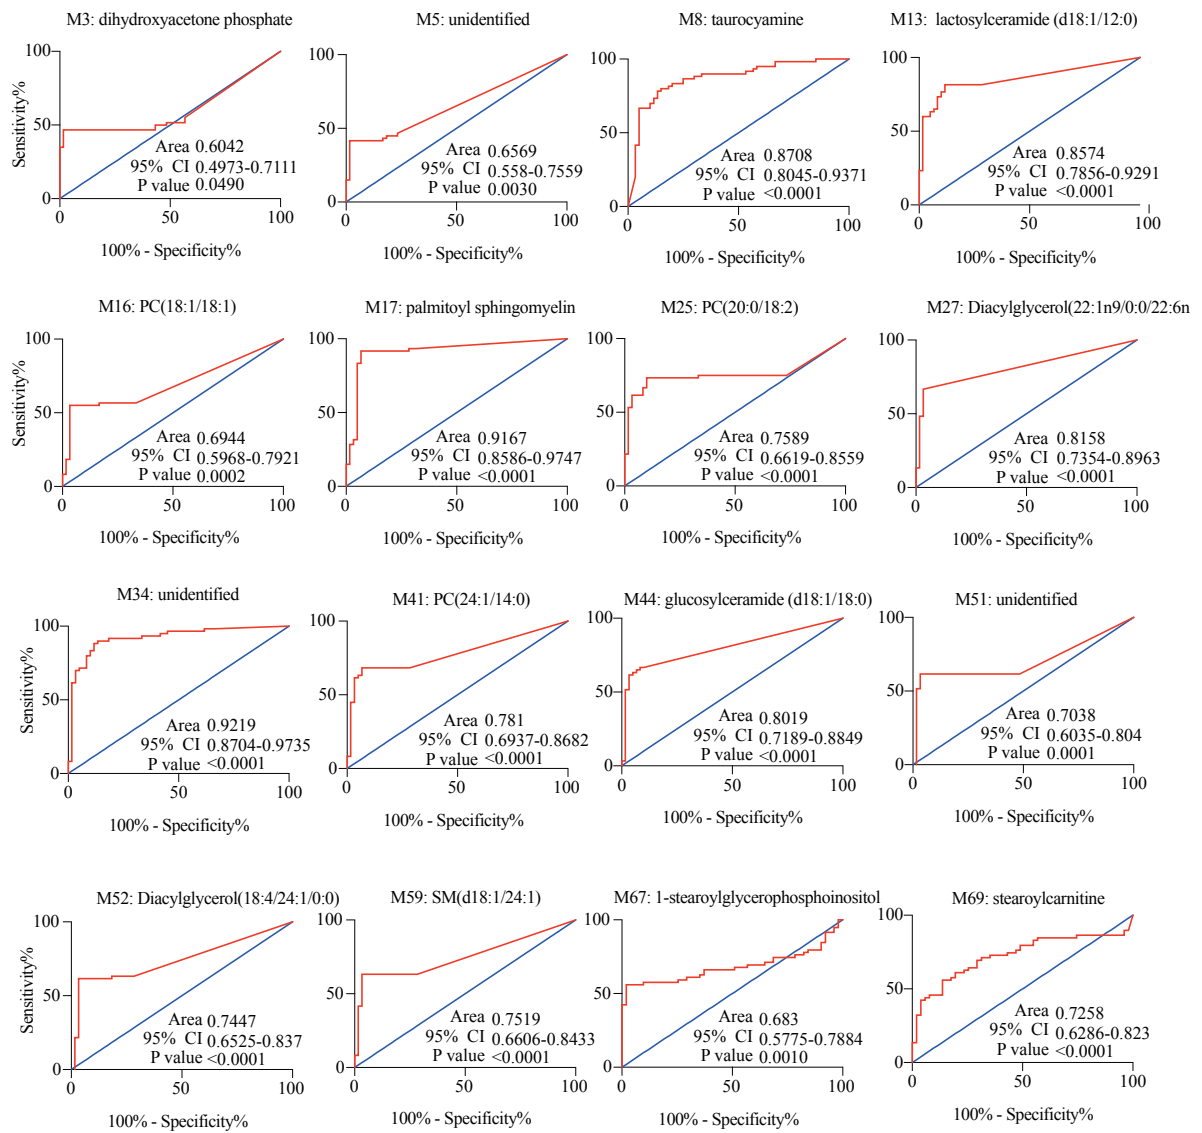 M3: dihydroxyacetone phosphate
Sensitivity%
100
50
0
Area 0.6042
95% CI 0.4973-0.7111
P value 0.0490
0 50 100
100% - Specificity%
M5: unidentified
100
50
0
Area 0.6569
95% CI 0.558-0.7559
P value 0.0030
0 50 100
100% - Specificity%
M8: taurocyamine
100
50
0
Area 0.8708
95% CI 0.8045-0.9371
P value <0.0001
0 50 100
100% - Specificity%
M13: lactosylceramide (d18:1/12:0)
100
50
0
Area 0.8574
95% CI 0.7856-0.9291
P value <0.0001
0 50 100
100% - Specificity%
M16: PC(18:1/18:1)
Sensitivity%
100
50
0
Area 0.6944
95% CI 0.5968-0.7921
P value 0.0002
0 50 100
100% - Specificity%
M17: palmitoyl sphingomyelin
100
50
0
Area 0.9167
95% CI 0.8586-0.9747
P value <0.0001
0 50 100
100% - Specificity%
M25: PC(20:0/18:2)
100
50
0
Area 0.7589
95% CI 0.6619-0.8559
P value <0.0001
0 50 100
100% - Specificity%
M27: Diacylglycerol(22:1n9/0:0/22:6n
100
50
0
Area 0.8158
95% CI 0.7354-0.8963
P value <0.0001
0 50 100
100% - Specificity%
M34: unidentified
Sensitivity%
100
50
0
Area 0.9219
95% CI 0.8704-0.9735
P value <0.0001
0 50 100
100% - Specificity%
M41: PC(24:1/14:0)
100
50
0
Area 0.781
95% CI 0.6937-0.8682
P value <0.0001
0 50 100
100% - Specificity%
M44: glucosylceramide (d18:1/18:0)
100
50
0
Area 0.8019
95% CI 0.7189-0.8849
P value <0.0001
0 50 100
100% - Specificity%
M51: unidentified
100
50
0
Area 0.7038
95% CI 0.6035-0.804
P value 0.0001
0 50 100
100% - Specificity%
M52: Diacylglycerol(18:4/24:1/0:0)
Sensitivity%
100
50
0
Area 0.7447
95% CI 0.6525-0.837
P value <0.0001
0 50 100
100% - Specificity%
M59: SM(d18:1/24:1)
100
50
0
Area 0.7519
95% CI 0.6606-0.8433
P value <0.0001
0 50 100
100% - Specificity%
M67: 1-stearoylglycerophosphoinositol
100
50
0
Area 0.683
95% CI 0.5775-0.7884
P value 0.0010
0 50 100
100% - Specificity%
M69: stearoylcarnitine
100
50
0
Area 0.7258
95% CI 0.6286-0.823
P value <0.0001
0 50 100
100% - Specificity%